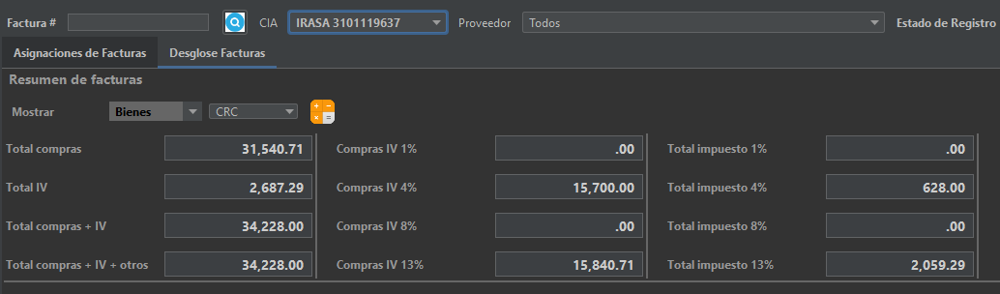 Factura # CIA IRASA 3101119637 Proveedor Todos Estado de Registro
Asignaciones de Facturas Desglose Facturas
Resumen de facturas
Mostrar Bienes CRC
Total compras 31,540.71 Compras IV 1% .00 Total impuesto 1% .00
Total IV 2,687.29 Compras IV 4% 15,700.00 Total impuesto 4% 628.00
Total compras + IV 34,228.00 Compras IV 8% .00 Total impuesto 8% .00
Total compras + IV + otros 34,228.00 Compras IV 13% 15,840.71 Total impuesto 13% 2,059.29